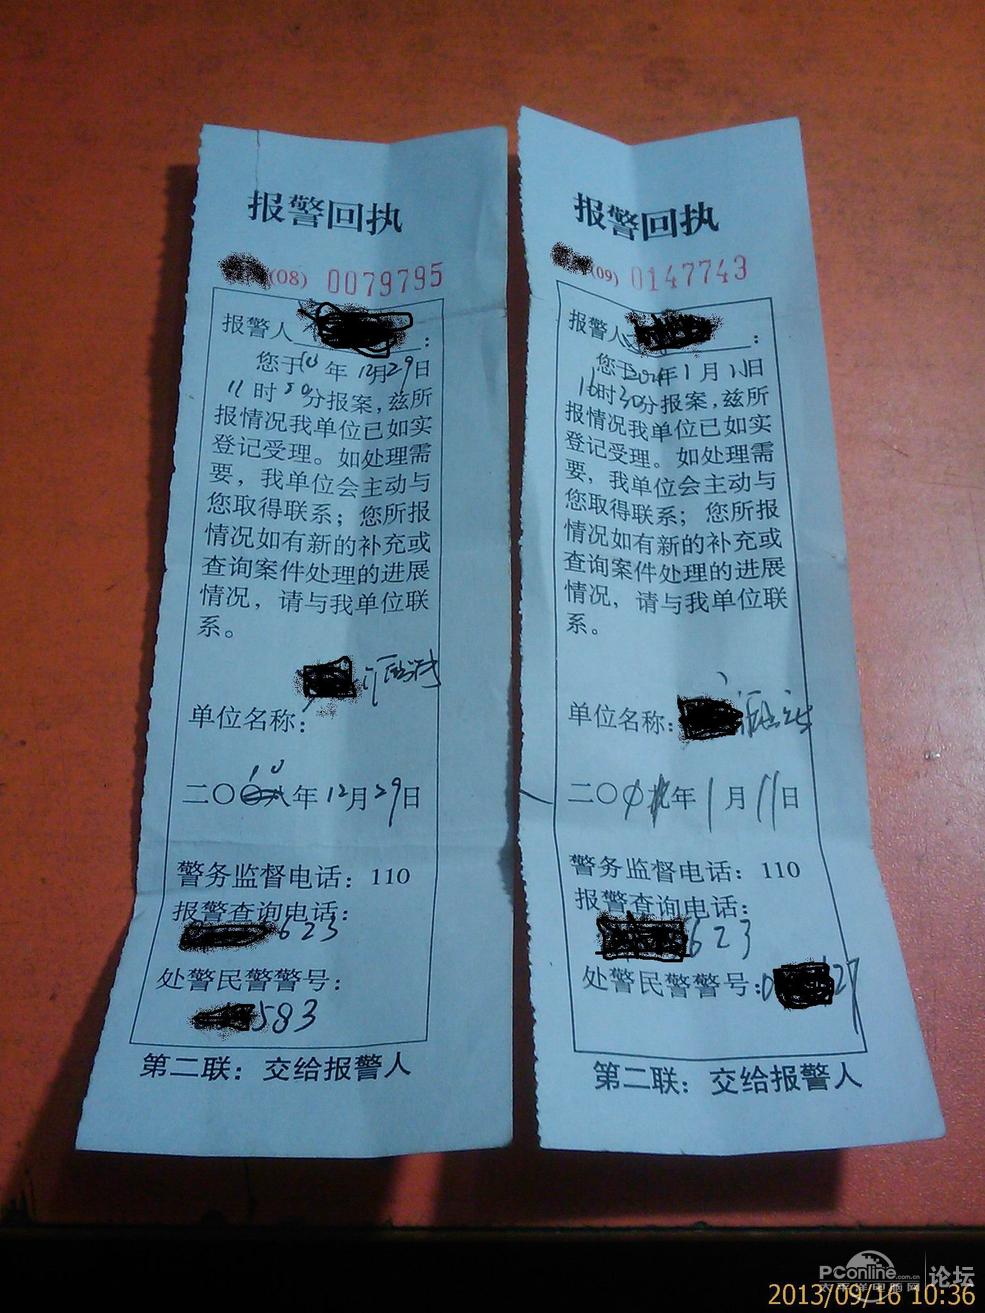 报警回执
(08) 0079795
报警人 :
您于10年12月29日
11时50分报案，兹所
报情况我单位已如实
登记受理。如处理需
要，我单位会主动与
您取得联系；您所报
情况如有新的补充或
查询案件处理的进展
情况，请与我单位联
系。
单位名称：
二〇10年12月29日
警务监督电话：110
报警查询电话：
623
处警民警警号：
583
第二联：交给报警人
报警回执
(09) 0147743
报警人 :
您于年1月11日
16时30分报案，兹所
报情况我单位已如实
登记受理。如处理需
要，我单位会主动与
您取得联系；您所报
情况如有新的补充或
查询案件处理的进展
情况，请与我单位联
系。
单位名称：
二〇年1月11日
警务监督电话：110
报警查询电话：
623
处警民警警号：0 27
第二联：交给报警人
PConline.com.cn 论坛
太平洋电脑网
2013/09/16 10:36